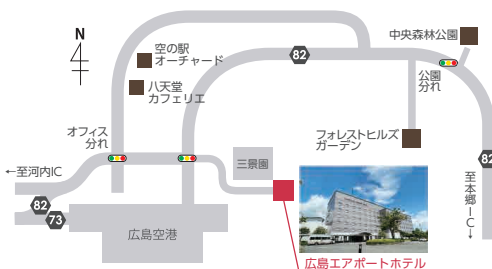 N
空の駅
オーチャード
八天堂
カフェリエ
82
中央森林公園
公園
分れ
オフィス
分れ
フォレストヒルズ
ガーデン
←至河内IC
三景園
82
至本郷IC→
82
73
広島空港
広島エアポートホテル